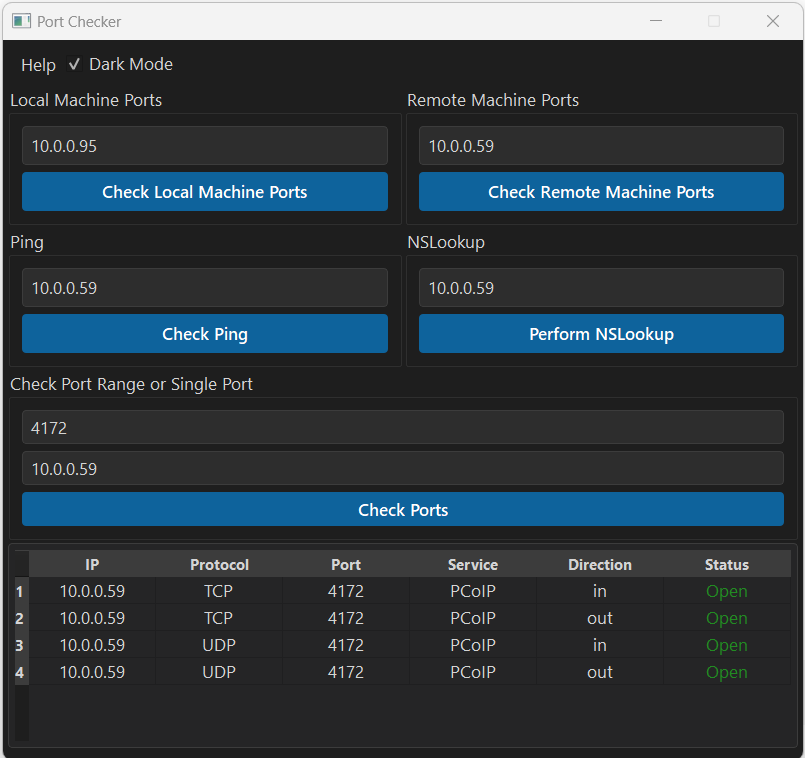 Port Checker
Help ✓ Dark Mode
Local Machine Ports
10.0.0.95
Check Local Machine Ports
Remote Machine Ports
10.0.0.59
Check Remote Machine Ports
Ping
10.0.0.59
Check Ping
NSLookup
10.0.0.59
Perform NSLookup
Check Port Range or Single Port
4172
10.0.0.59
Check Ports
IP Protocol Port Service Direction Status
1 10.0.0.59 TCP 4172 PCoIP in Open
2 10.0.0.59 TCP 4172 PCoIP out Open
3 10.0.0.59 UDP 4172 PCoIP in Open
4 10.0.0.59 UDP 4172 PCoIP out Open